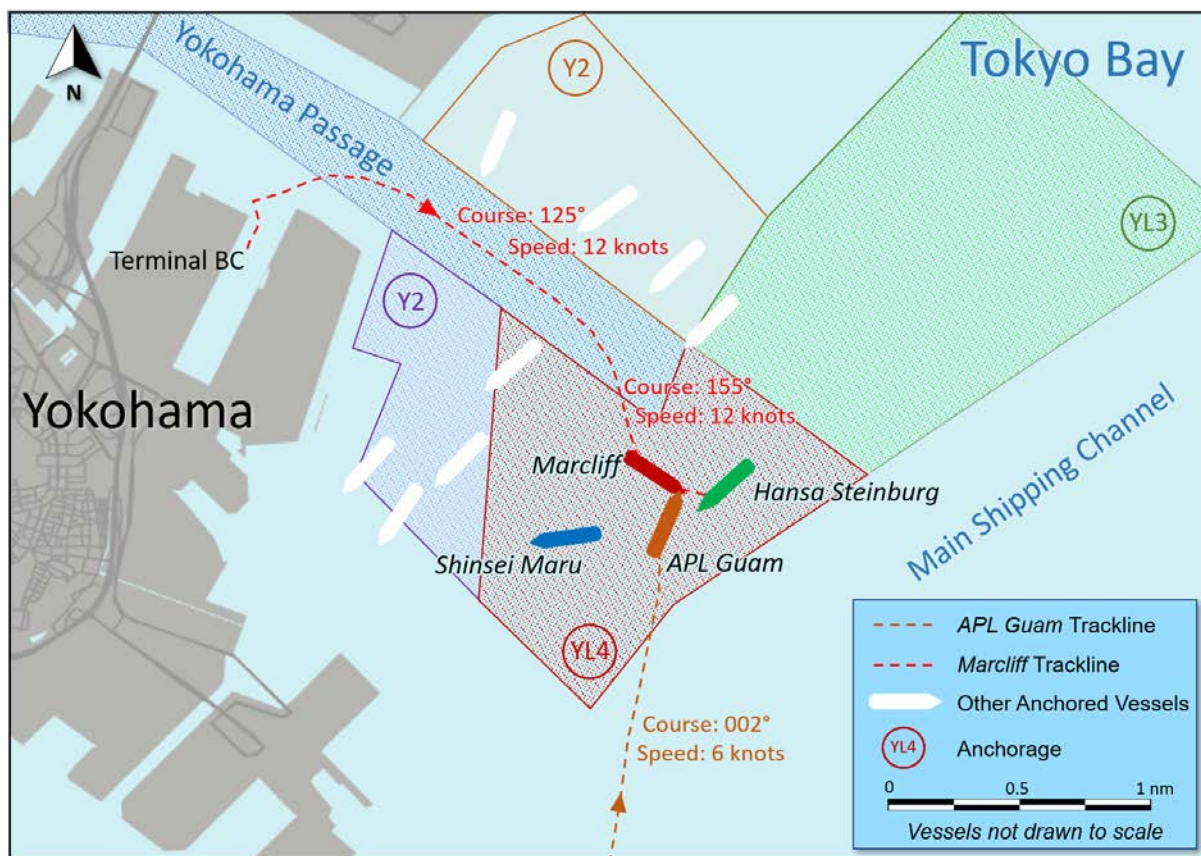 N
Yokohama Passage
Y2
Tokyo Bay
YL3
Terminal BC
Course: 125°
Speed: 12 knots
Y2
Yokohama
Course: 155°
Speed: 12 knots
Marcliff
Hansa Steinburg
Shinsei Maru
APL Guam
Main Shipping Channel
YL4
Course: 002°
Speed: 6 knots
APL Guam Trackline
Marcliff Trackline
Other Anchored Vessels
YL4 Anchorage
0 0.5 1 nm
Vessels not drawn to scale